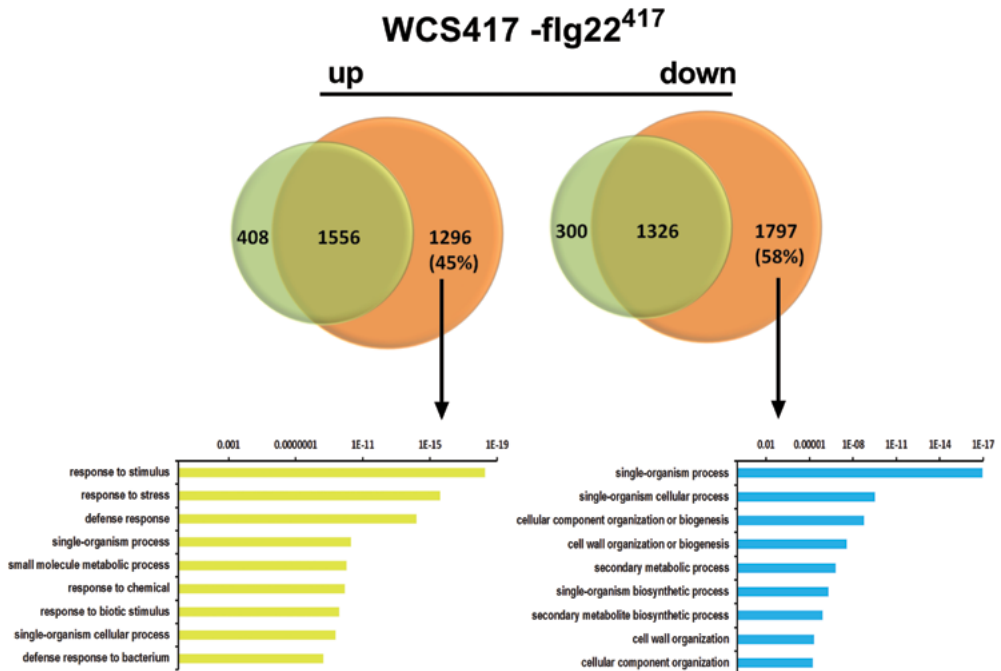 WCS417 -flg22417
up down
408 1556 1296 (45%)
300 1326 1797 (58%)
0.001 0.0000001 1E-11 1E-15 1E-19
response to stimulus
response to stress
defense response
single-organism process
small molecule metabolic process
response to chemical
response to biotic stimulus
single-organism cellular process
defense response to bacterium
0.01 0.00001 1E-08 1E-11 1E-14 1E-17
single-organism process
single-organism cellular process
cellular component organization or biogenesis
cell wall organization or biogenesis
secondary metabolic process
single-organism biosynthetic process
secondary metabolite biosynthetic process
cell wall organization
cellular component organization